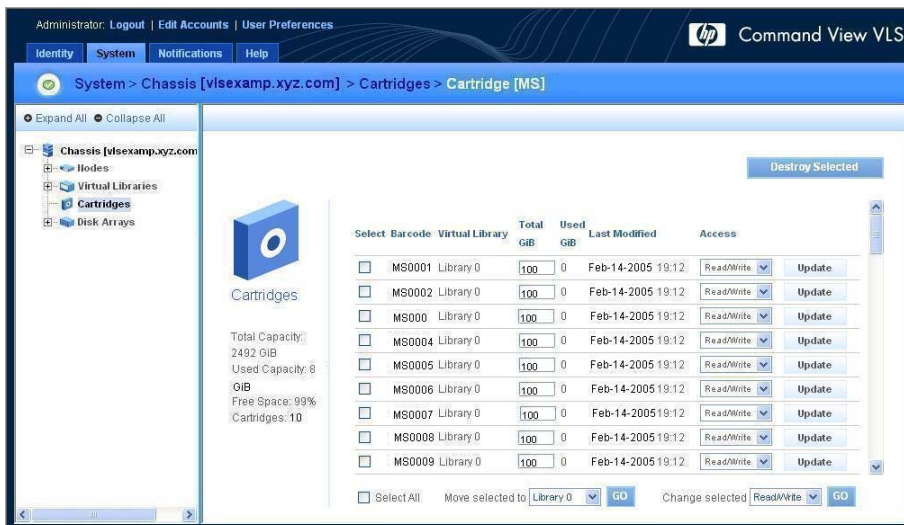 Administrator: Logout | Edit Accounts | User Preferences
hp Command View VLS
Identity System Notifications Help
System > Chassis [vlsexamp.xyz.com] > Cartridges > Cartridge [MS]
Expand All Collapse All
Chassis [vlsexamp.xyz.com
Nodes
Virtual Libraries
Cartridges
Disk Arrays
Destroy Selected
Cartridges
Total Capacity:
2492 GiB
Used Capacity: 8
GiB
Free Space: 99%
Cartridges: 10
Select Barcode Virtual Library Total GiB Used GiB Last Modified Access
MS0001 Library 0 100 0 Feb-14-2005 19:12 Read/Write Update
MS0002 Library 0 100 0 Feb-14-2005 19:12 Read/Write Update
MS000 Library 0 100 0 Feb-14-2005 19:12 Read/Write Update
MS0004 Library 0 100 0 Feb-14-2005 19:12 Read/Write Update
MS0005 Library 0 100 0 Feb-14-2005 19:12 Read/Write Update
MS0006 Library 0 100 0 Feb-14-2005 19:12 Read/Write Update
MS0007 Library 0 100 0 Feb-14-2005 19:12 Read/Write Update
MS0008 Library 0 100 0 Feb-14-2005 19:12 Read/Write Update
MS0009 Library 0 100 0 Feb-14-2005 19:12 Read/Write Update
Select All Move selected to Library 0 GO Change selected Read/Write GO